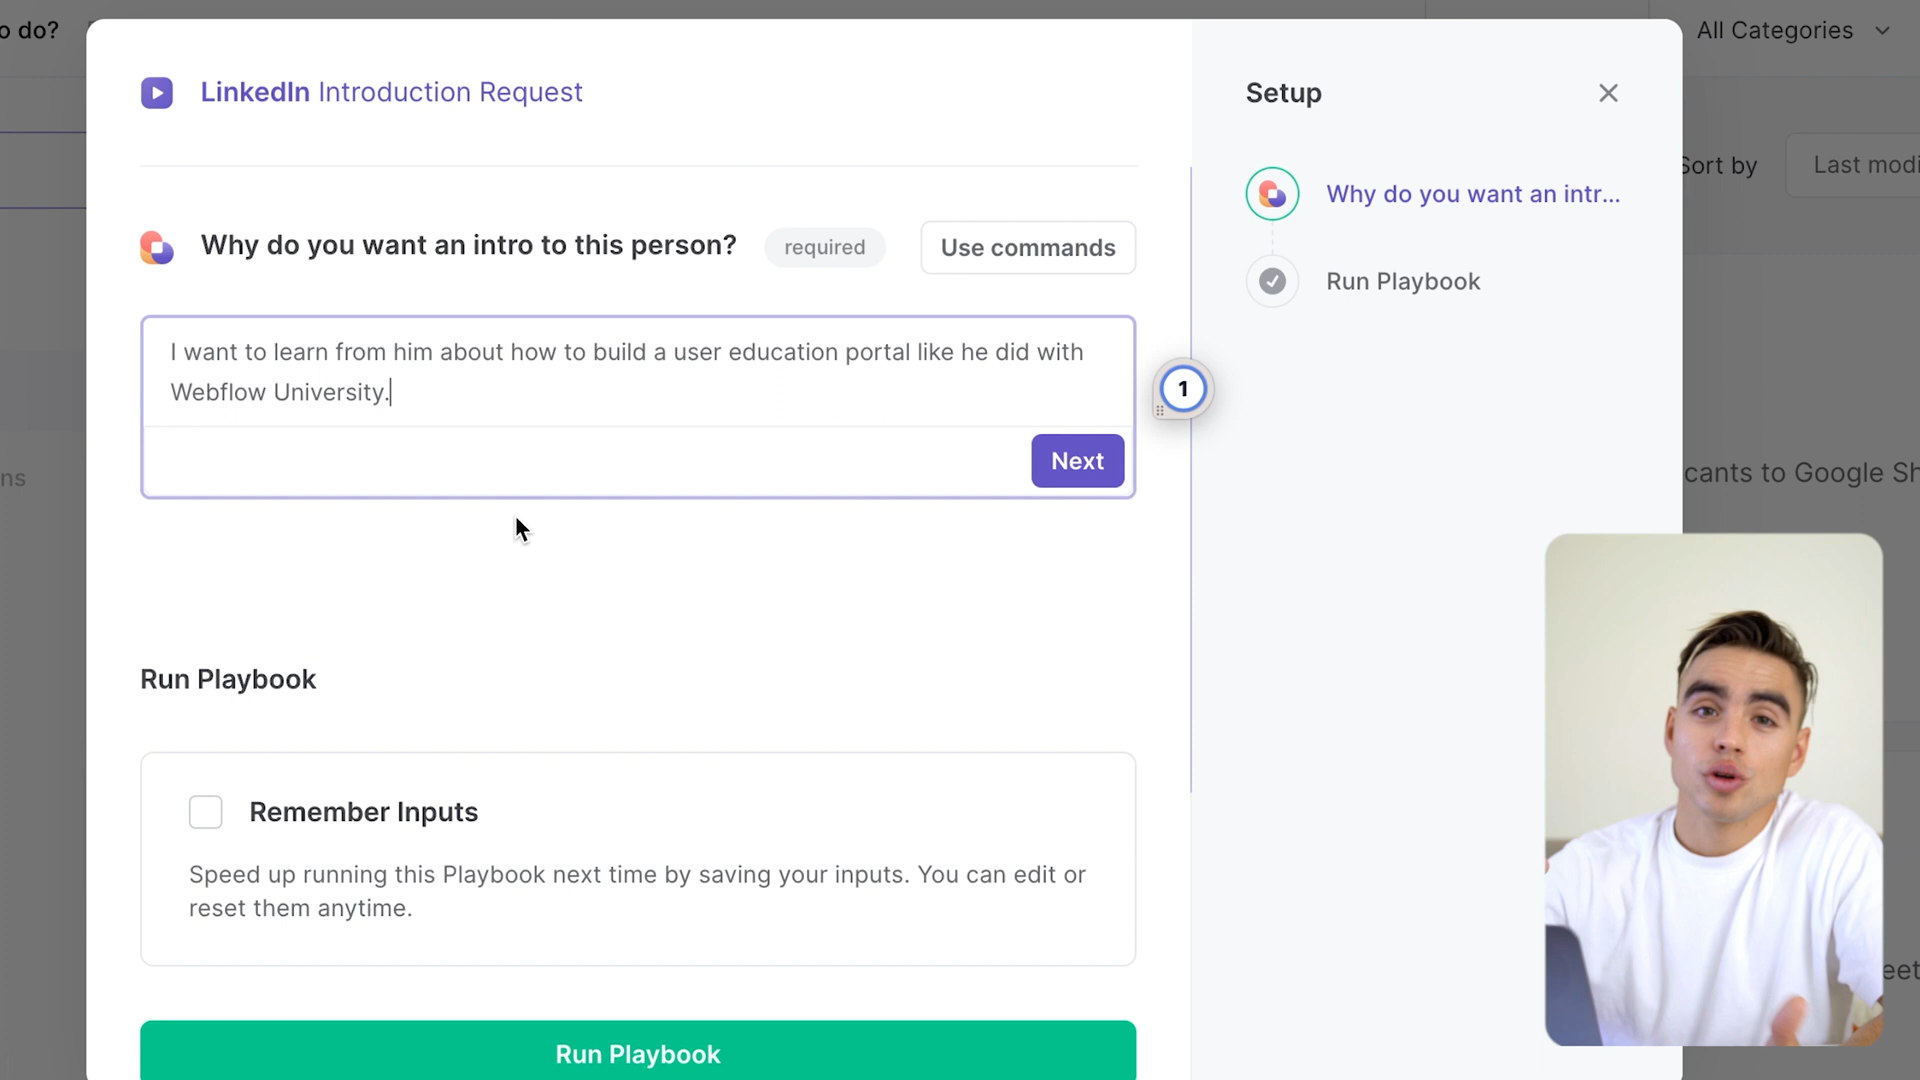 o do?
All Categories
LinkedIn Introduction Request
Setup
Sort by
Last modi
Why do you want an intr...
Why do you want an intro to this person?
required
Use commands
Run Playbook
I want to learn from him about how to build a user education portal like he did with
Webflow University.
1
Next
ns
cants to Google Sh
Run Playbook
Remember Inputs
Speed up running this Playbook next time by saving your inputs. You can edit or
reset them anytime.
eet
Run Playbook